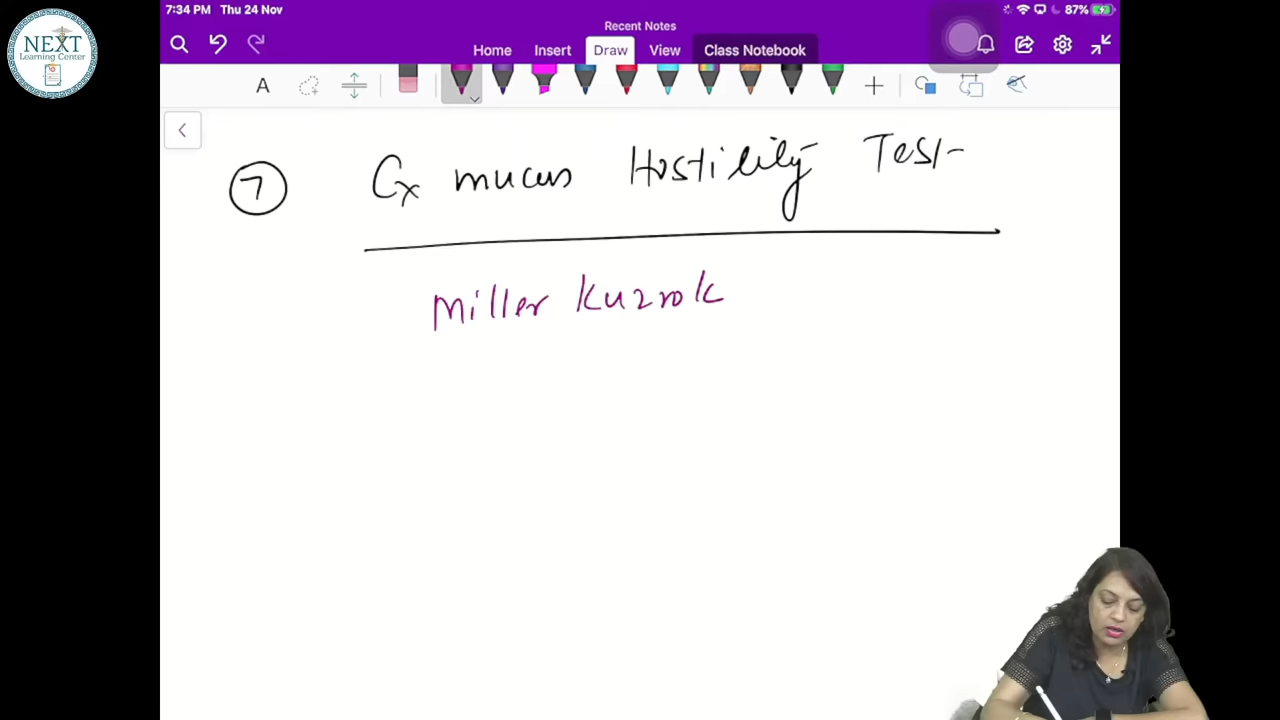 7:34 PM Thu 24 Nov
87%
Recent Notes
Home Insert Draw View Class Notebook
NEXT
Learning Center
A
7 Cx mucus Hostility Test
Miller Kuzrok